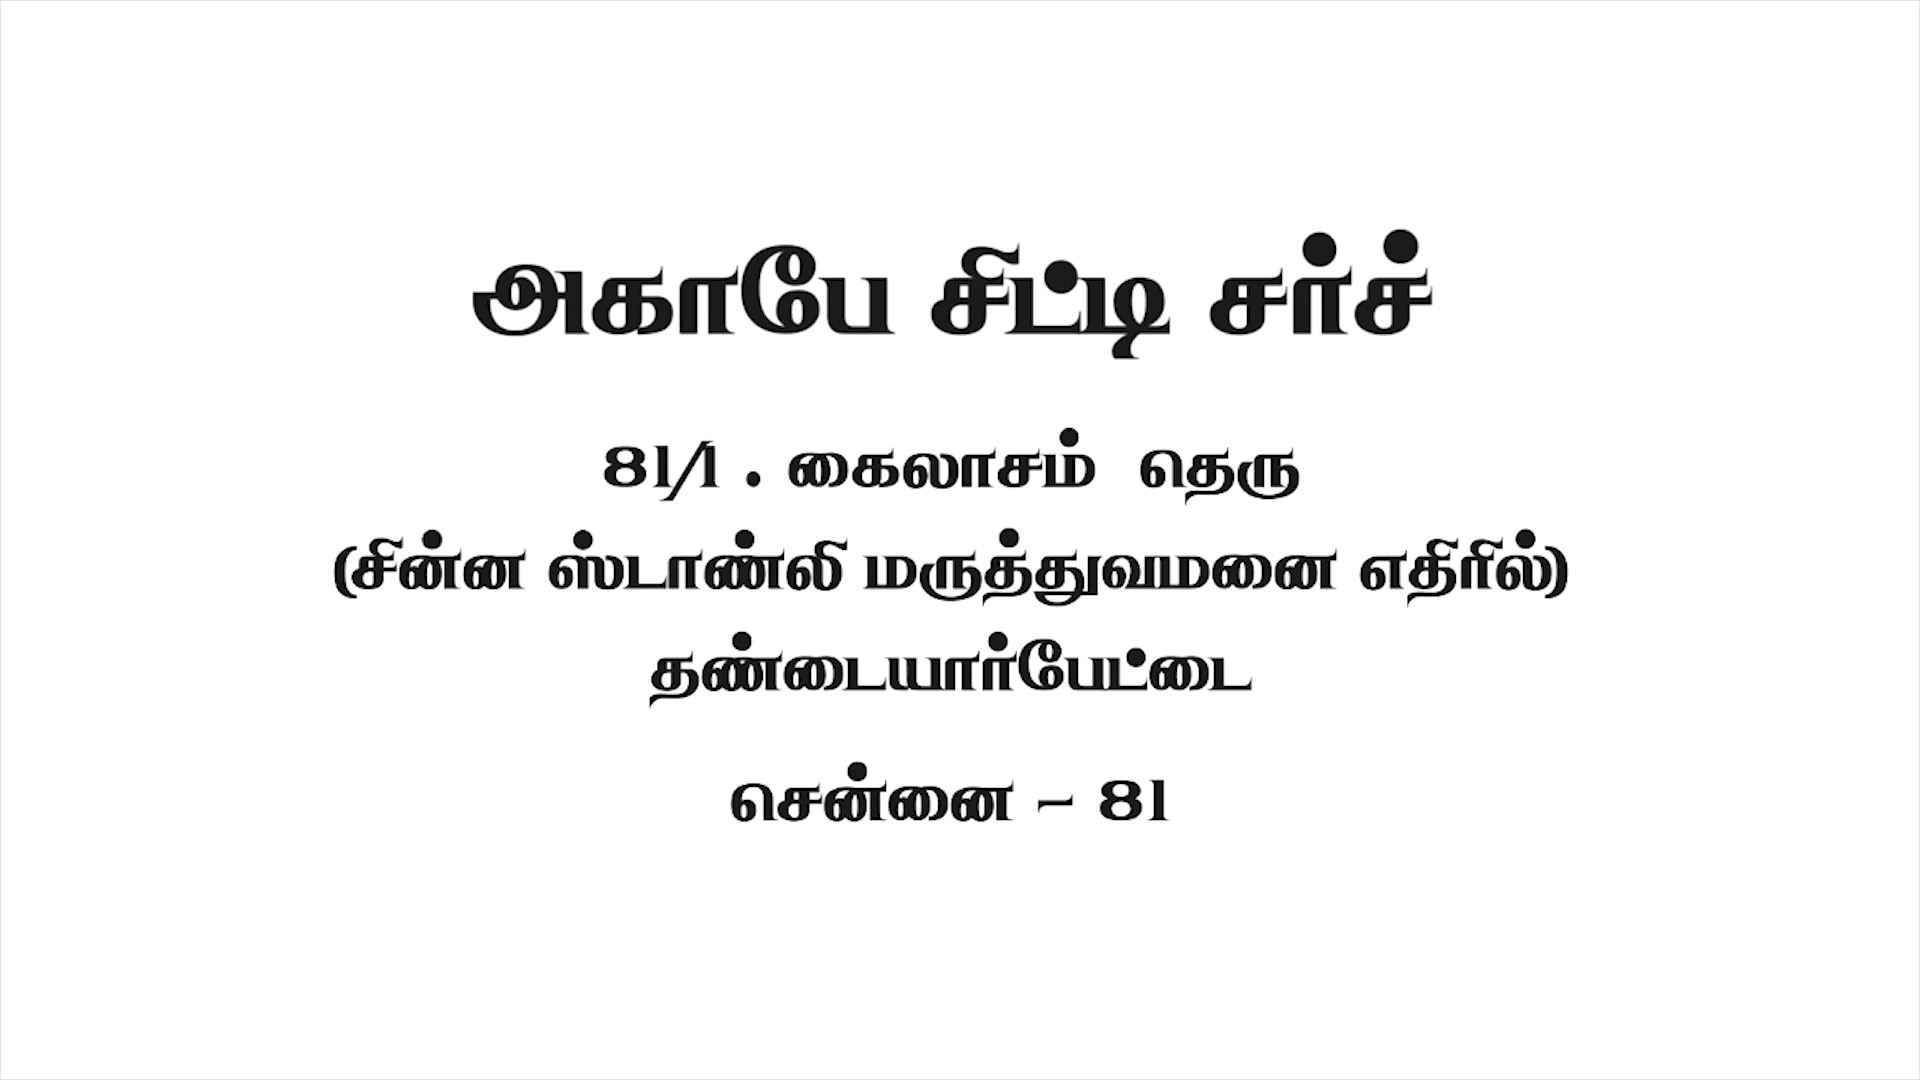 அகாபே சிட்டி சர்ச்
81/1 . கைலாசம் தெரு
(சின்ன ஸ்டாண்லி மருத்துவமனை எதிரில்)
தண்டையார்பேட்டை
சென்னை - 81